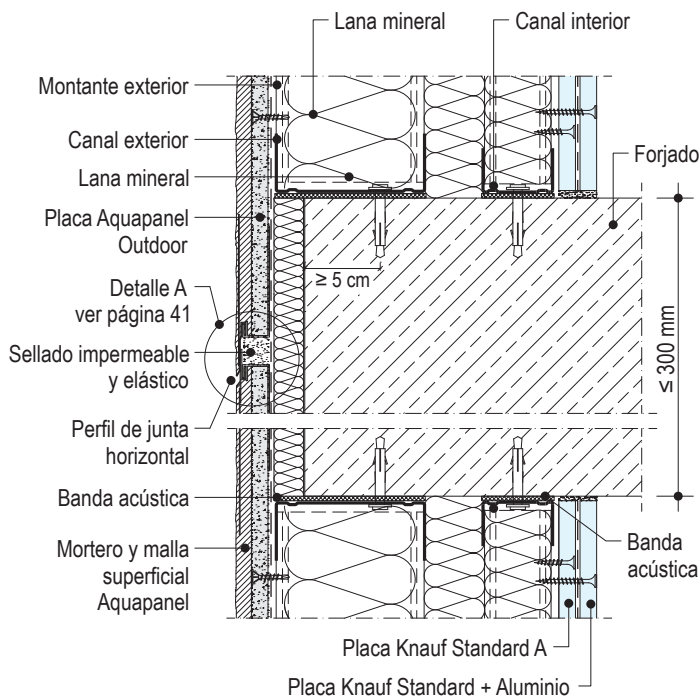 Lana mineral
Canal interior
Montante exterior
Canal exterior
Lana mineral
Forjado
Placa Aquapanel
Outdoor
Detalle A
ver página 41
≥ 5 cm
Sellado impermeable
y elástico
≤ 300 mm
Perfil de junta
horizontal
Banda acústica
Mortero y malla
superficial
Aquapanel
Banda
acústica
Placa Knauf Standard A
Placa Knauf Standard + Aluminio